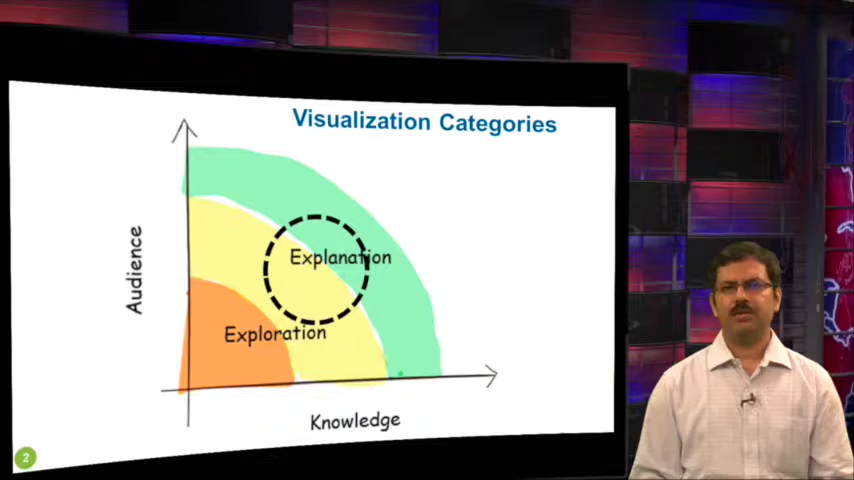 Visualization Categories
Audience
Explanation
Exploration
Knowledge
2